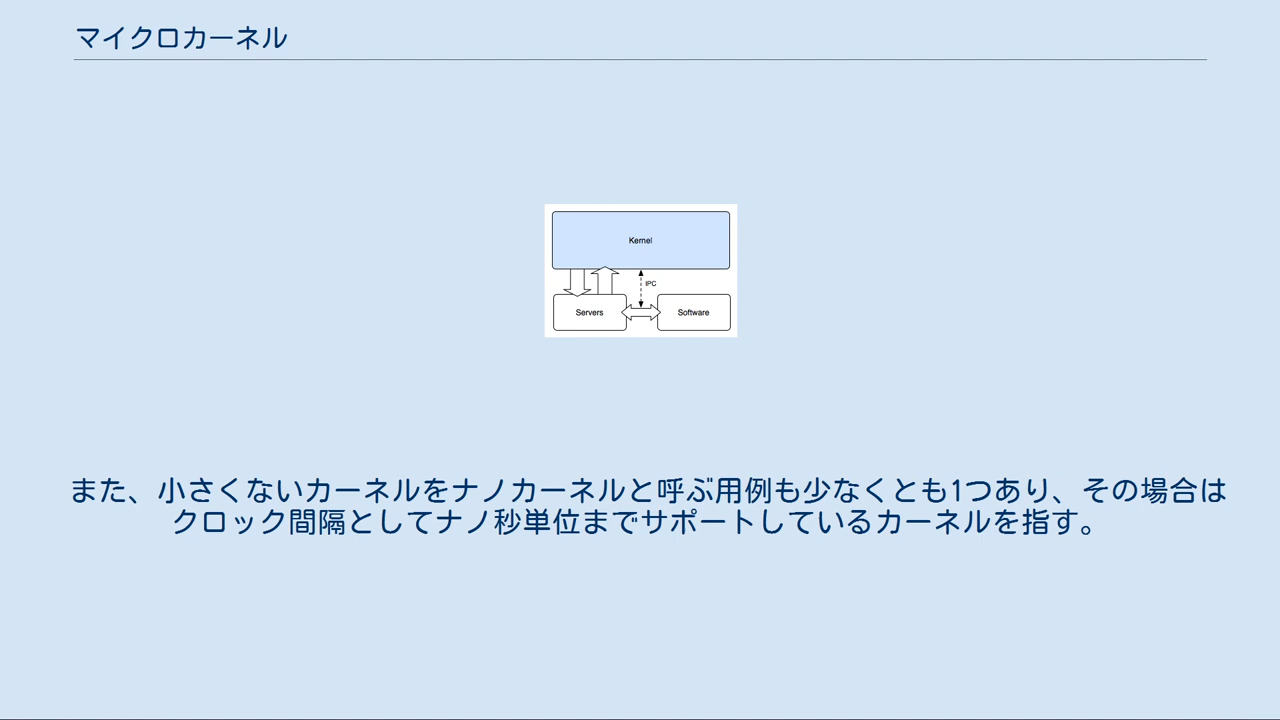 マイクロカーネル
Kernel
IPC
Servers
Software
また、小さくないカーネルをナノカーネルと呼ぶ用例も少なくとも1つあり、その場合は
クロック間隔としてナノ秒単位までサポートしているカーネルを指す。